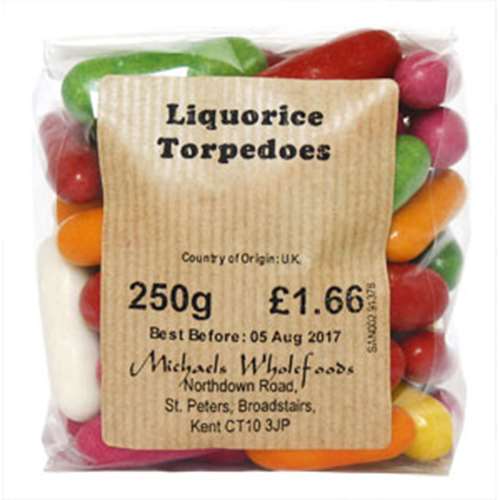 Liquorice
Torpedoes
Country of Origin: U.K.
250g £1.66
Best Before: 05 Aug 2017
Michaels Wholefoods
Northdown Road,
St. Peters, Broadstairs,
Kent CT10 3JP